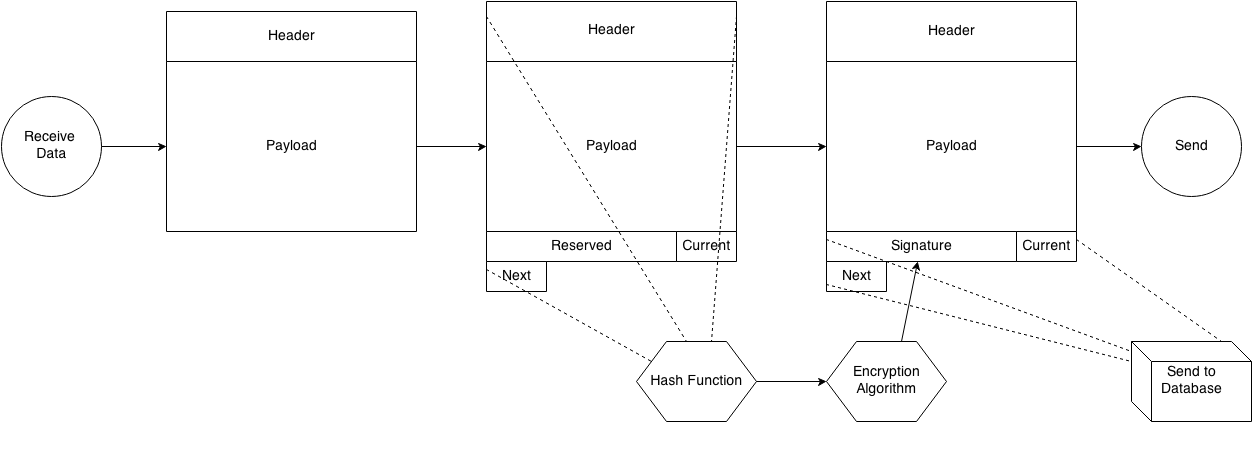 Receive
Data
Header
Payload
Header
Payload
Reserved
Current
Next
Header
Payload
Signature
Current
Next
Send
Hash Function
Encryption
Algorithm
Send to
Database